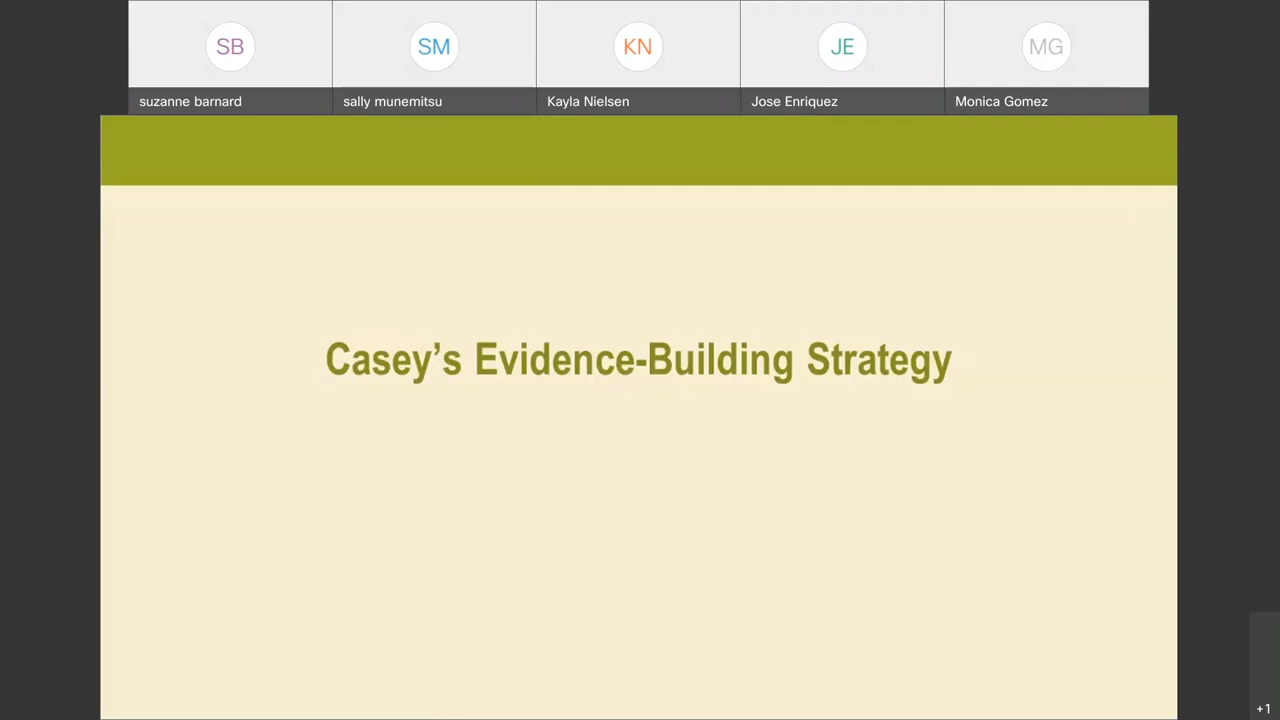 SB
SM
KN
JE
MG
suzanne barnard
sally munemitsu
Kayla Nielsen
Jose Enriquez
Monica Gomez
Casey’s Evidence-Building Strategy
+1